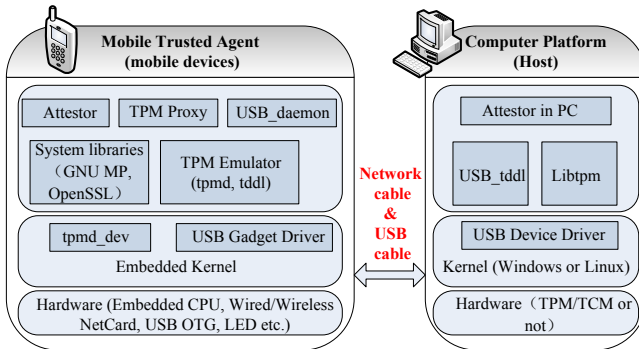 Mobile Trusted Agent
(mobile devices)
Attestor
TPM Proxy
USB_daemon
System libraries
（GNU MP,
OpenSSL）
TPM Emulator
(tpmd, tddl)
tpmd_dev
USB Gadget Driver
Embedded Kernel
Hardware (Embedded CPU, Wired/Wireless
NetCard, USB OTG, LED etc.)
Network
cable
&
USB
cable
Computer Platform
(Host)
Attestor in PC
USB_tddl
Libtpm
USB Device Driver
Kernel (Windows or Linux)
Hardware（TPM/TCM or
not）